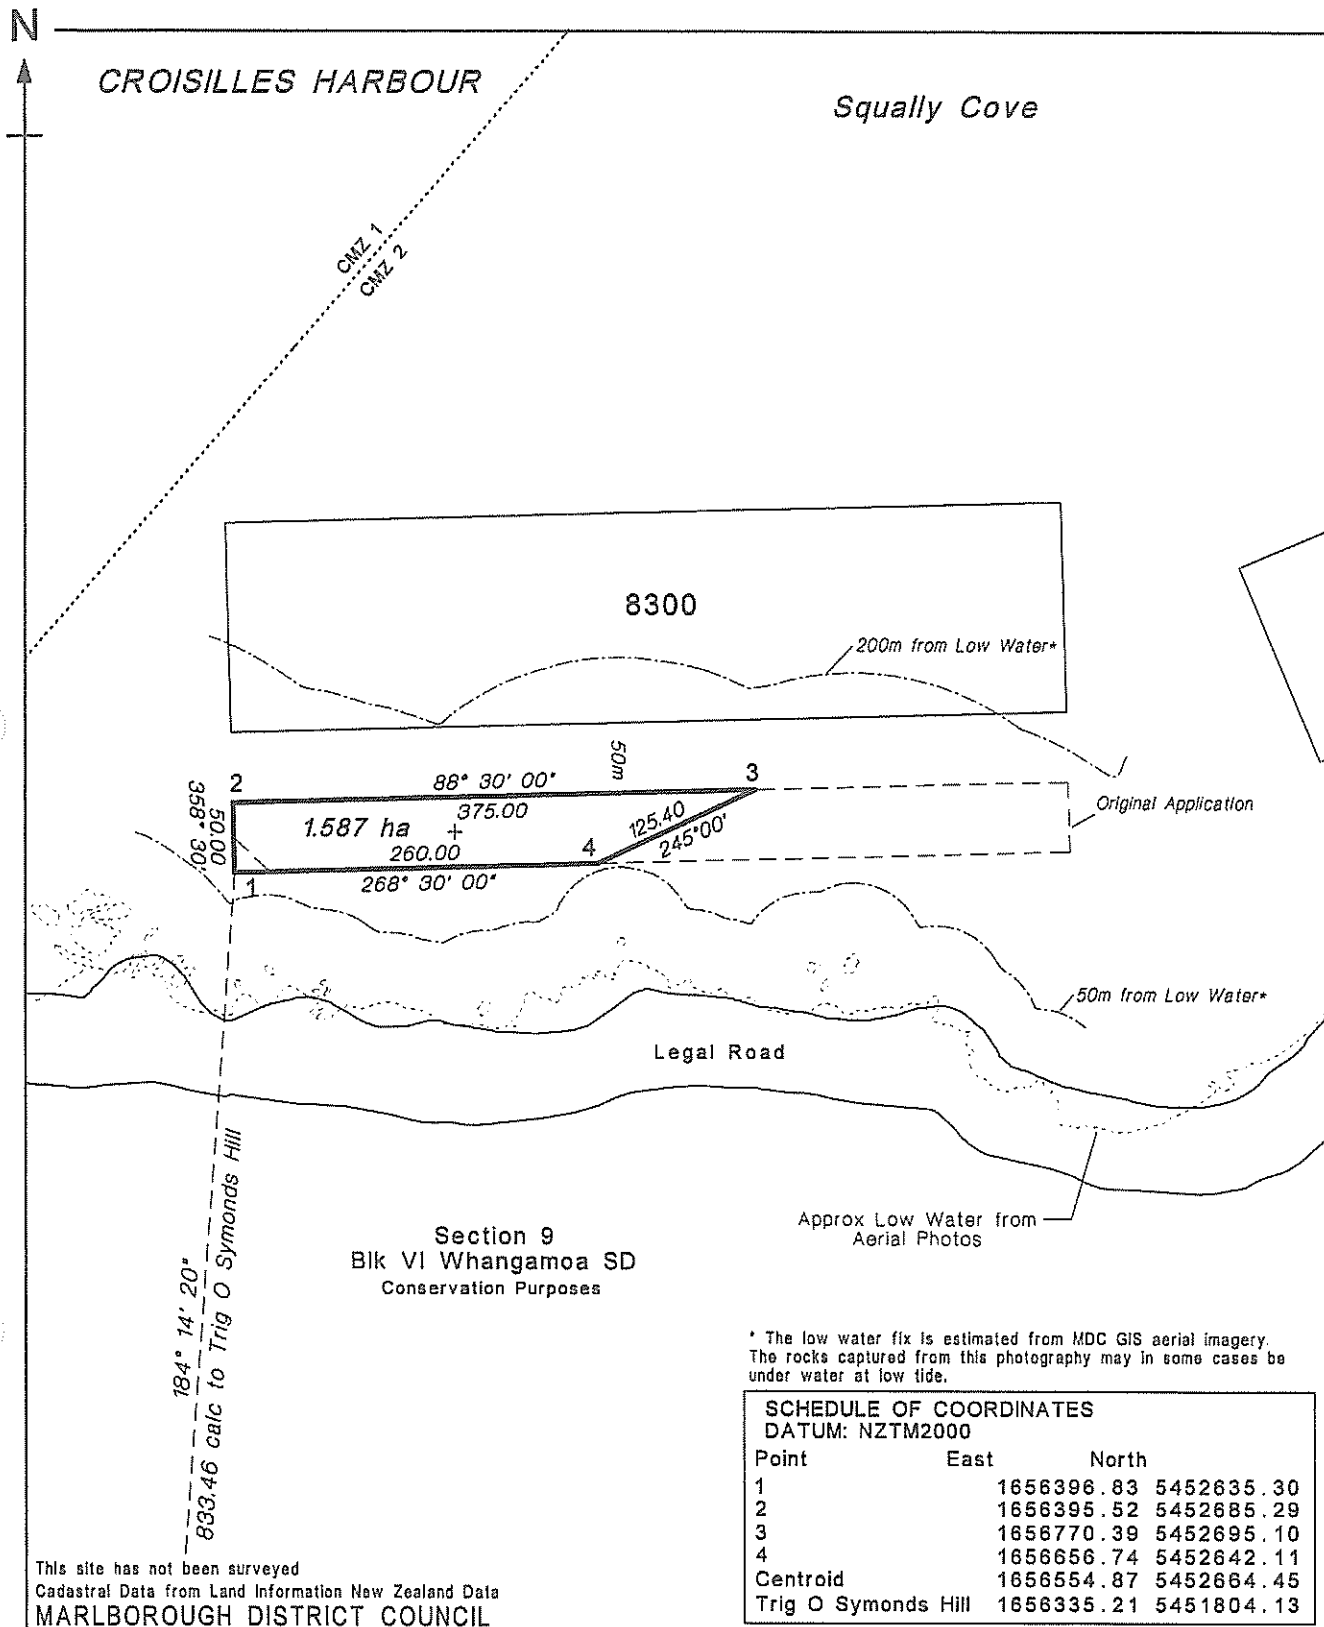 N
CROISILLES HARBOUR
Squally Cove
CMZ 1
CMZ 2
8300
200m from Low Water*
50m
2
88° 30' 00"
3
375.00
Original Application
50.00
358° 30'
1.587 ha
125.40
245°00'
260.00
4
1
268° 30' 00"
50m from Low Water*
Legal Road
Approx Low Water from
Aerial Photos
Section 9
Blk VI Whangamoa SD
Conservation Purposes
184° 14' 20"
833.46 calc to Trig O Symonds Hill
* The low water fix is estimated from MDC GIS aerial imagery.
The rocks captured from this photography may in some cases be
under water at low tide.
SCHEDULE OF COORDINATES
DATUM: NZTM2000
Point East North
1 1656396.83 5452635.30
2 1656395.52 5452685.29
3 1656770.39 5452695.10
4 1656656.74 5452642.11
Centroid 1656554.87 5452664.45
Trig O Symonds Hill 1656335.21 5451804.13
This site has not been surveyed
Cadastral Data from Land Information New Zealand Data
MARLBOROUGH DISTRICT COUNCIL